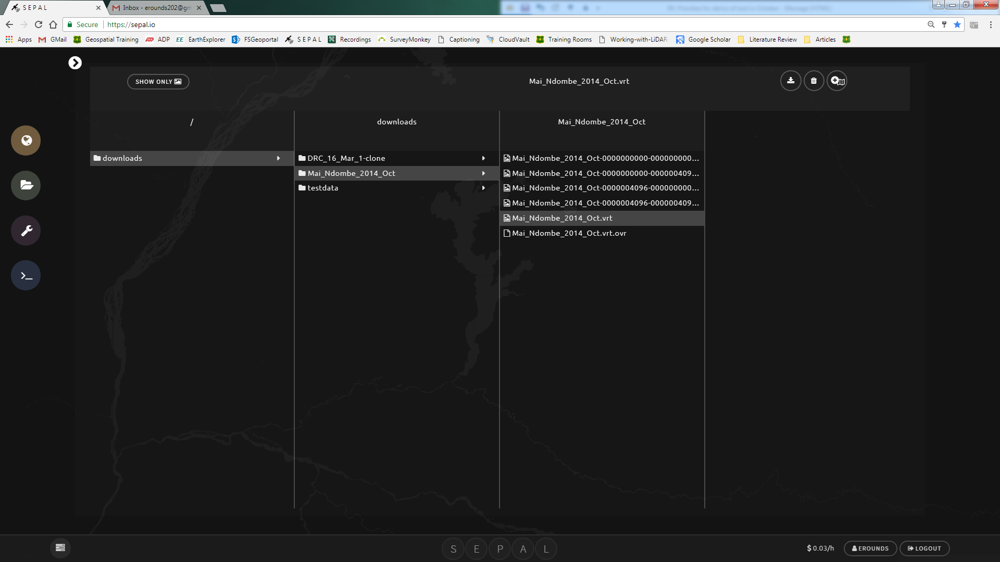 S E P A L
Inbox - erounds202@gm
Secure
https://sepal.io
Apps
GMail
Geospatial Training
ADP
EE EarthExplorer
FSGeoportal
S E P A L
Recordings
SurveyMonkey
Captioning
CloudVault
Training Rooms
Working-with-LiDAR-
Google Scholar
Literature Review
Articles
SHOW ONLY
Mai_Ndombe_2014_Oct.vrt
/
downloads
Mai_Ndombe_2014_Oct
downloads
DRC_16_Mar_1-clone
Mai_Ndombe_2014_Oct
testdata
Mai_Ndombe_2014_Oct-0000000000-000000000...
Mai_Ndombe_2014_Oct-0000000000-000000409...
Mai_Ndombe_2014_Oct-0000004096-000000000...
Mai_Ndombe_2014_Oct-0000004096-000000409...
Mai_Ndombe_2014_Oct.vrt
Mai_Ndombe_2014_Oct.vrt.ovr
S E P A L
$ 0.03/h
EROUNDS
LOGOUT